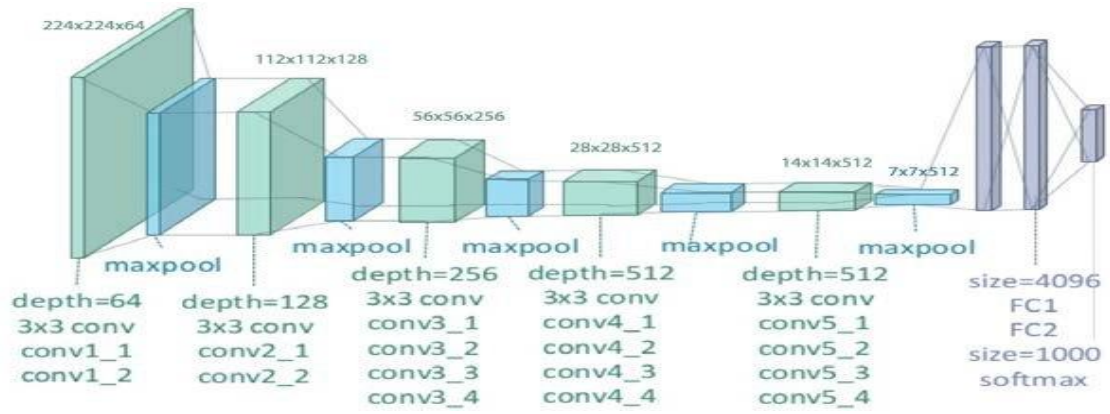 224x224x64
112x112x128
56x56x256
28x28x512
14x14x512
7x7x512
maxpool
maxpool
maxpool
maxpool
maxpool
depth=64
3x3 conv
conv1_1
conv1_2
depth=128
3x3 conv
conv2_1
conv2_2
depth=256
3x3 conv
conv3_1
conv3_2
conv3_3
conv3_4
depth=512
3x3 conv
conv4_1
conv4_2
conv4_3
conv4_4
depth=512
3x3 conv
conv5_1
conv5_2
conv5_3
conv5_4
size=4096
FC1
FC2
size=1000
softmax